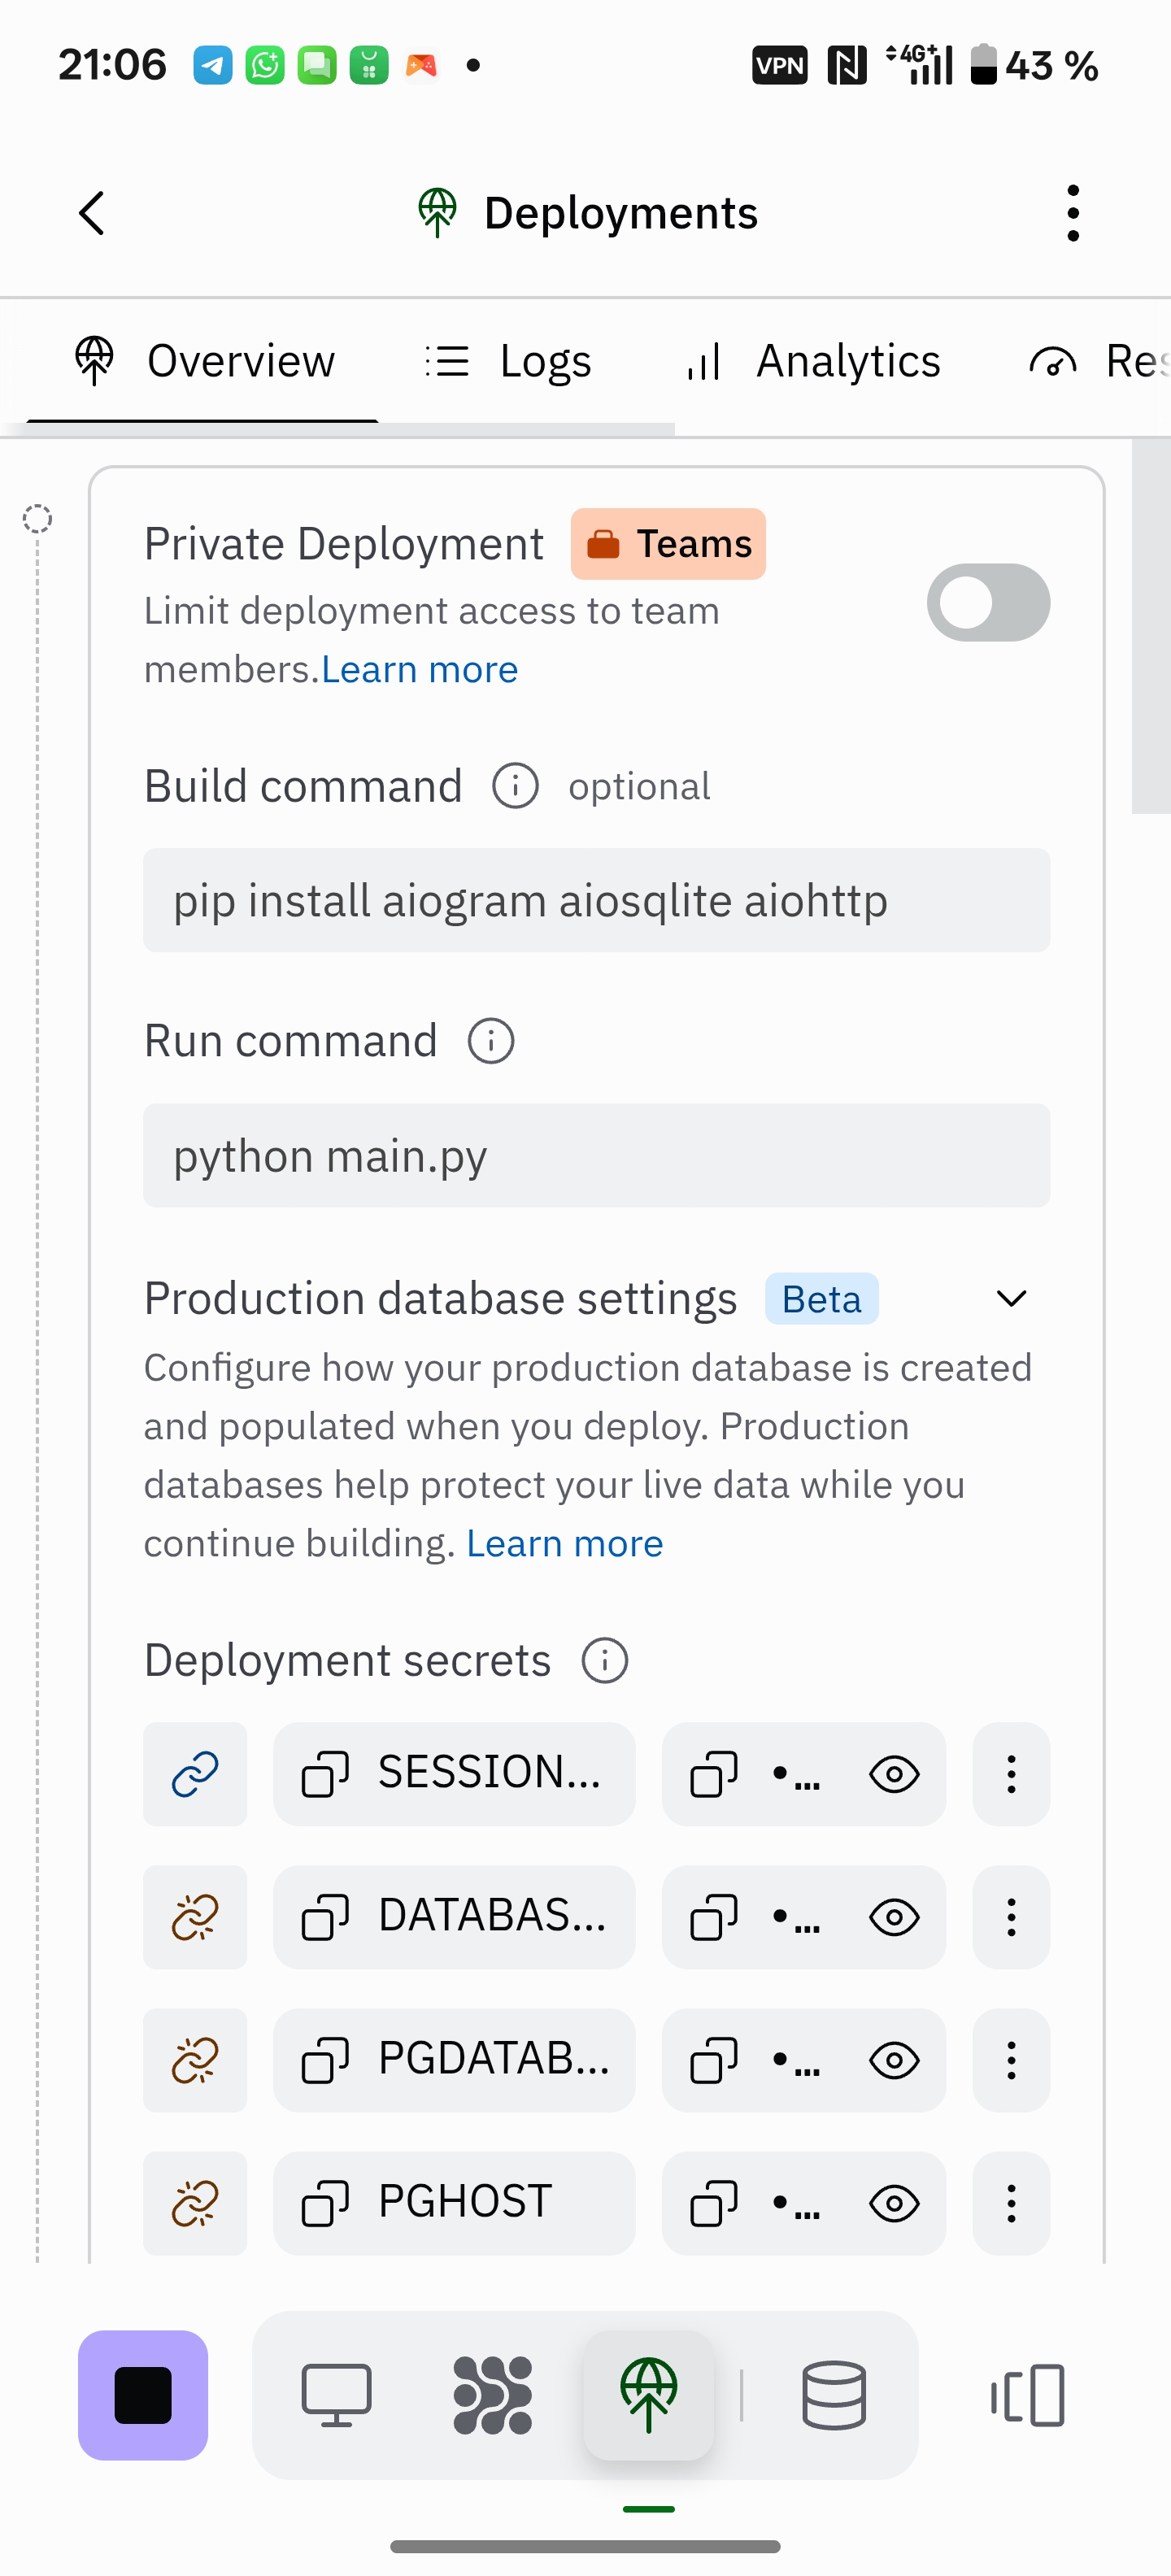 21:06
VPN 4G+ 43 %
Deployments
Overview Logs Analytics Res
Private Deployment Teams
Limit deployment access to team
members.Learn more
Build command optional
pip install aiogram aiosqlite aiohttp
Run command
python main.py
Production database settings Beta
Configure how your production database is created
and populated when you deploy. Production
databases help protect your live data while you
continue building. Learn more
Deployment secrets
SESSION... •...
DATABAS... •...
PGDATAB... •...
PGHOST •...